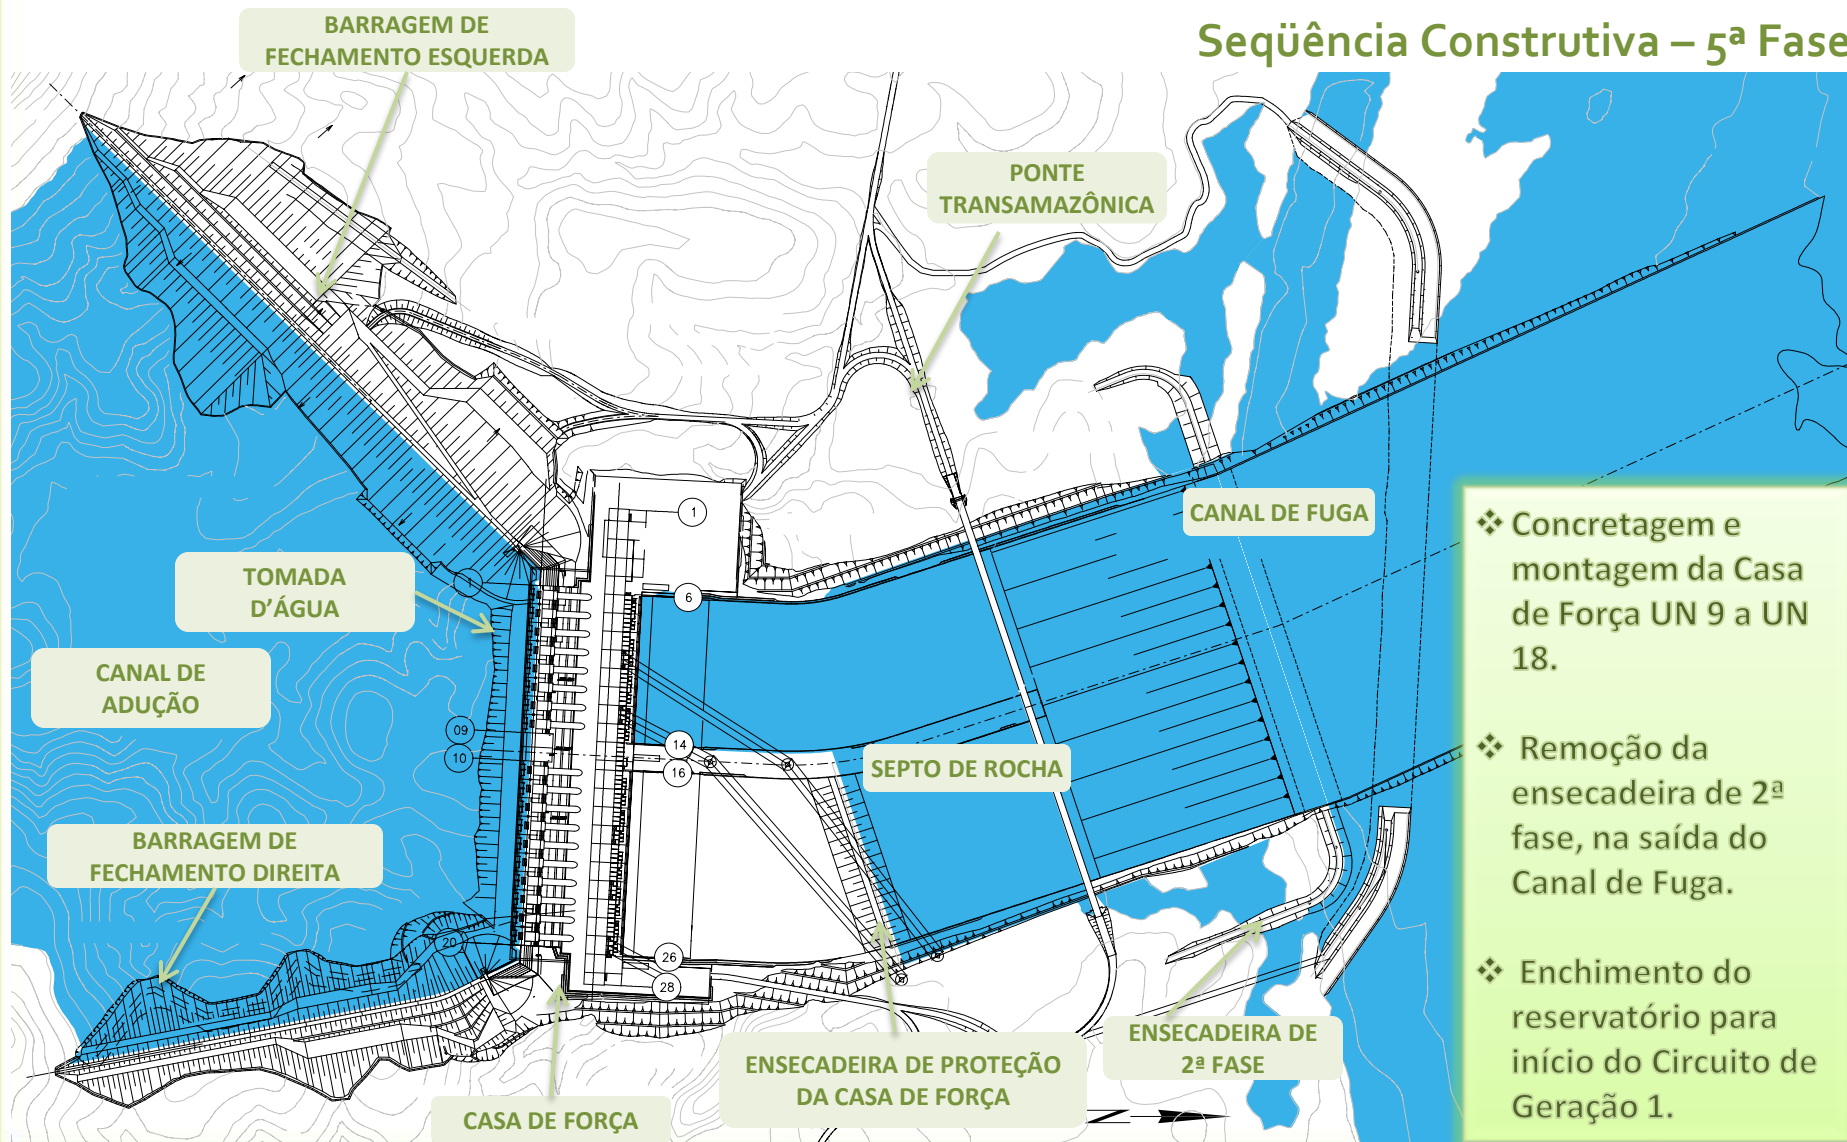 Seqüência Construtiva – 5ª Fase
BARRAGEM DE
FECHAMENTO ESQUERDA
PONTE
TRANSAMAZÔNICA
CANAL DE FUGA
TOMADA
D'ÁGUA
CANAL DE
ADUÇÃO
SEPTO DE ROCHA
BARRAGEM DE
FECHAMENTO DIREITA
CASA DE FORÇA
ENSECADEIRA DE PROTEÇÃO
DA CASA DE FORÇA
ENSECADEIRA DE
2ª FASE
1
6
1
09
10
14
16
20
26
28
N
❖ Concretagem e
montagem da Casa
de Força UN 9 a UN
18.
❖ Remoção da
ensecadeira de 2ª
fase, na saída do
Canal de Fuga.
❖ Enchimento do
reservatório para
início do Circuito de
Geração 1.